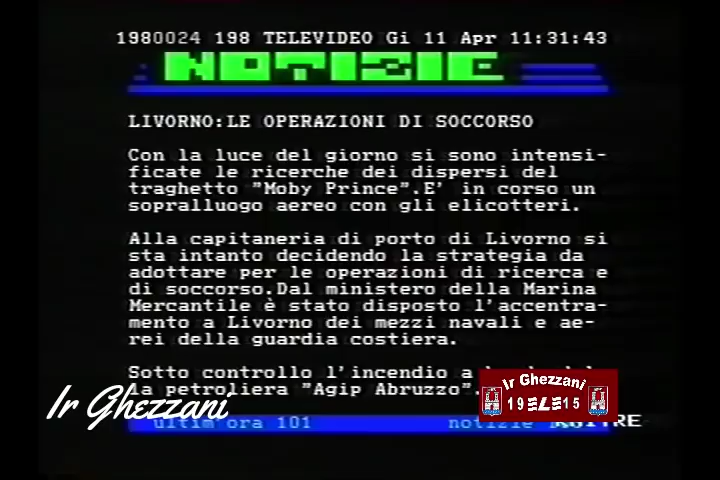 1980024 198 TELEVIDEO Gi 11 Apr 11:31:43
NOTIZIE
LIVORNO:LE OPERAZIONI DI SOCCORSO
Con la luce del giorno si sono intensi-
ficate le ricerche dei dispersi del
traghetto "Moby Prince".E' in corso un
sopralluogo aereo con gli elicotteri.
Alla capitaneria di porto di Livorno si
sta intanto decidendo la strategia da
adottare per le operazioni di ricerca e
di soccorso.Dal ministero della Marina
Mercantile è stato disposto l'accentra-
mento a Livorno dei mezzi navali e ae-
rei della guardia costiera.
Sotto controllo l'incendio a
la petroliera "Agip Abruzzo".
Ir Ghezzani
Ir Ghezzani
19 15
ultim'ora 101 notizie